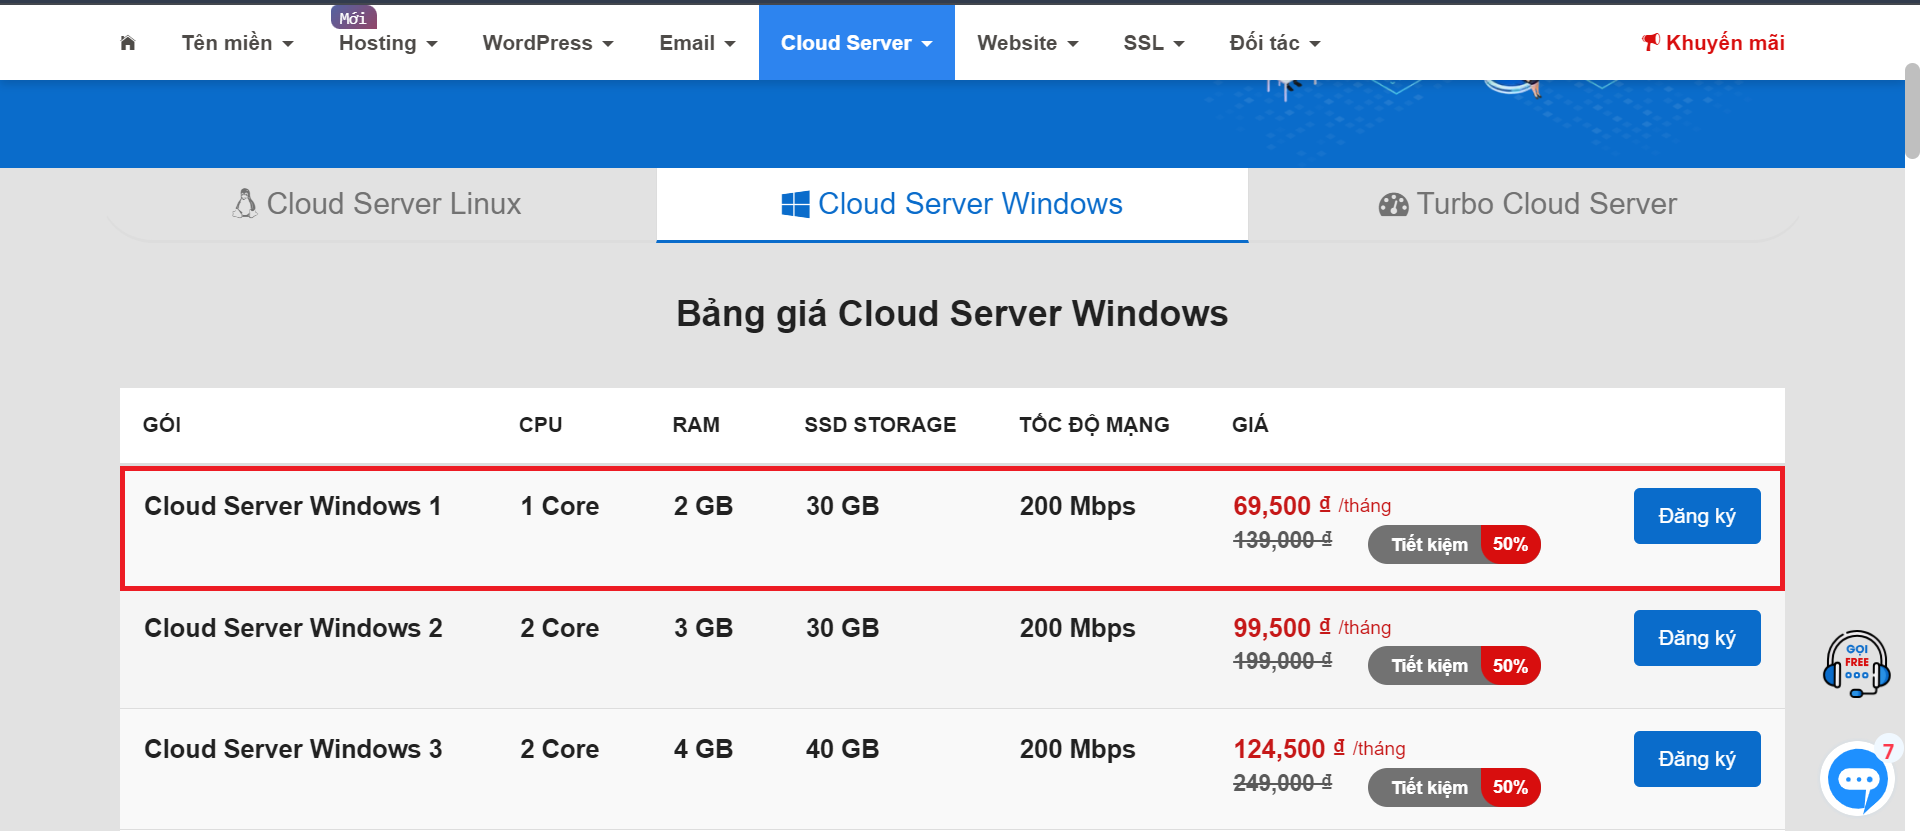 Mới
Tên miền Hosting WordPress Email Cloud Server Website SSL Đối tác Khuyến mãi
Cloud Server Linux Cloud Server Windows Turbo Cloud Server
Bảng giá Cloud Server Windows
GÓI CPU RAM SSD STORAGE TỐC ĐỘ MẠNG GIÁ
Cloud Server Windows 1 1 Core 2 GB 30 GB 200 Mbps 69,500 ₫ /tháng Đăng ký
139,000 ₫ Tiết kiệm 50%
Cloud Server Windows 2 2 Core 3 GB 30 GB 200 Mbps 99,500 ₫ /tháng Đăng ký
199,000 ₫ Tiết kiệm 50%
GỌI
FREE
Cloud Server Windows 3 2 Core 4 GB 40 GB 200 Mbps 124,500 ₫ /tháng Đăng ký
249,000 ₫ Tiết kiệm 50%
7